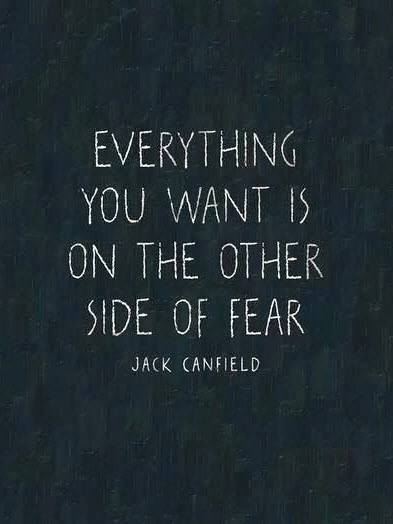 EVERYTHING
YOU WANT IS
ON THE OTHER
SIDE OF FEAR
JACK CANFIELD